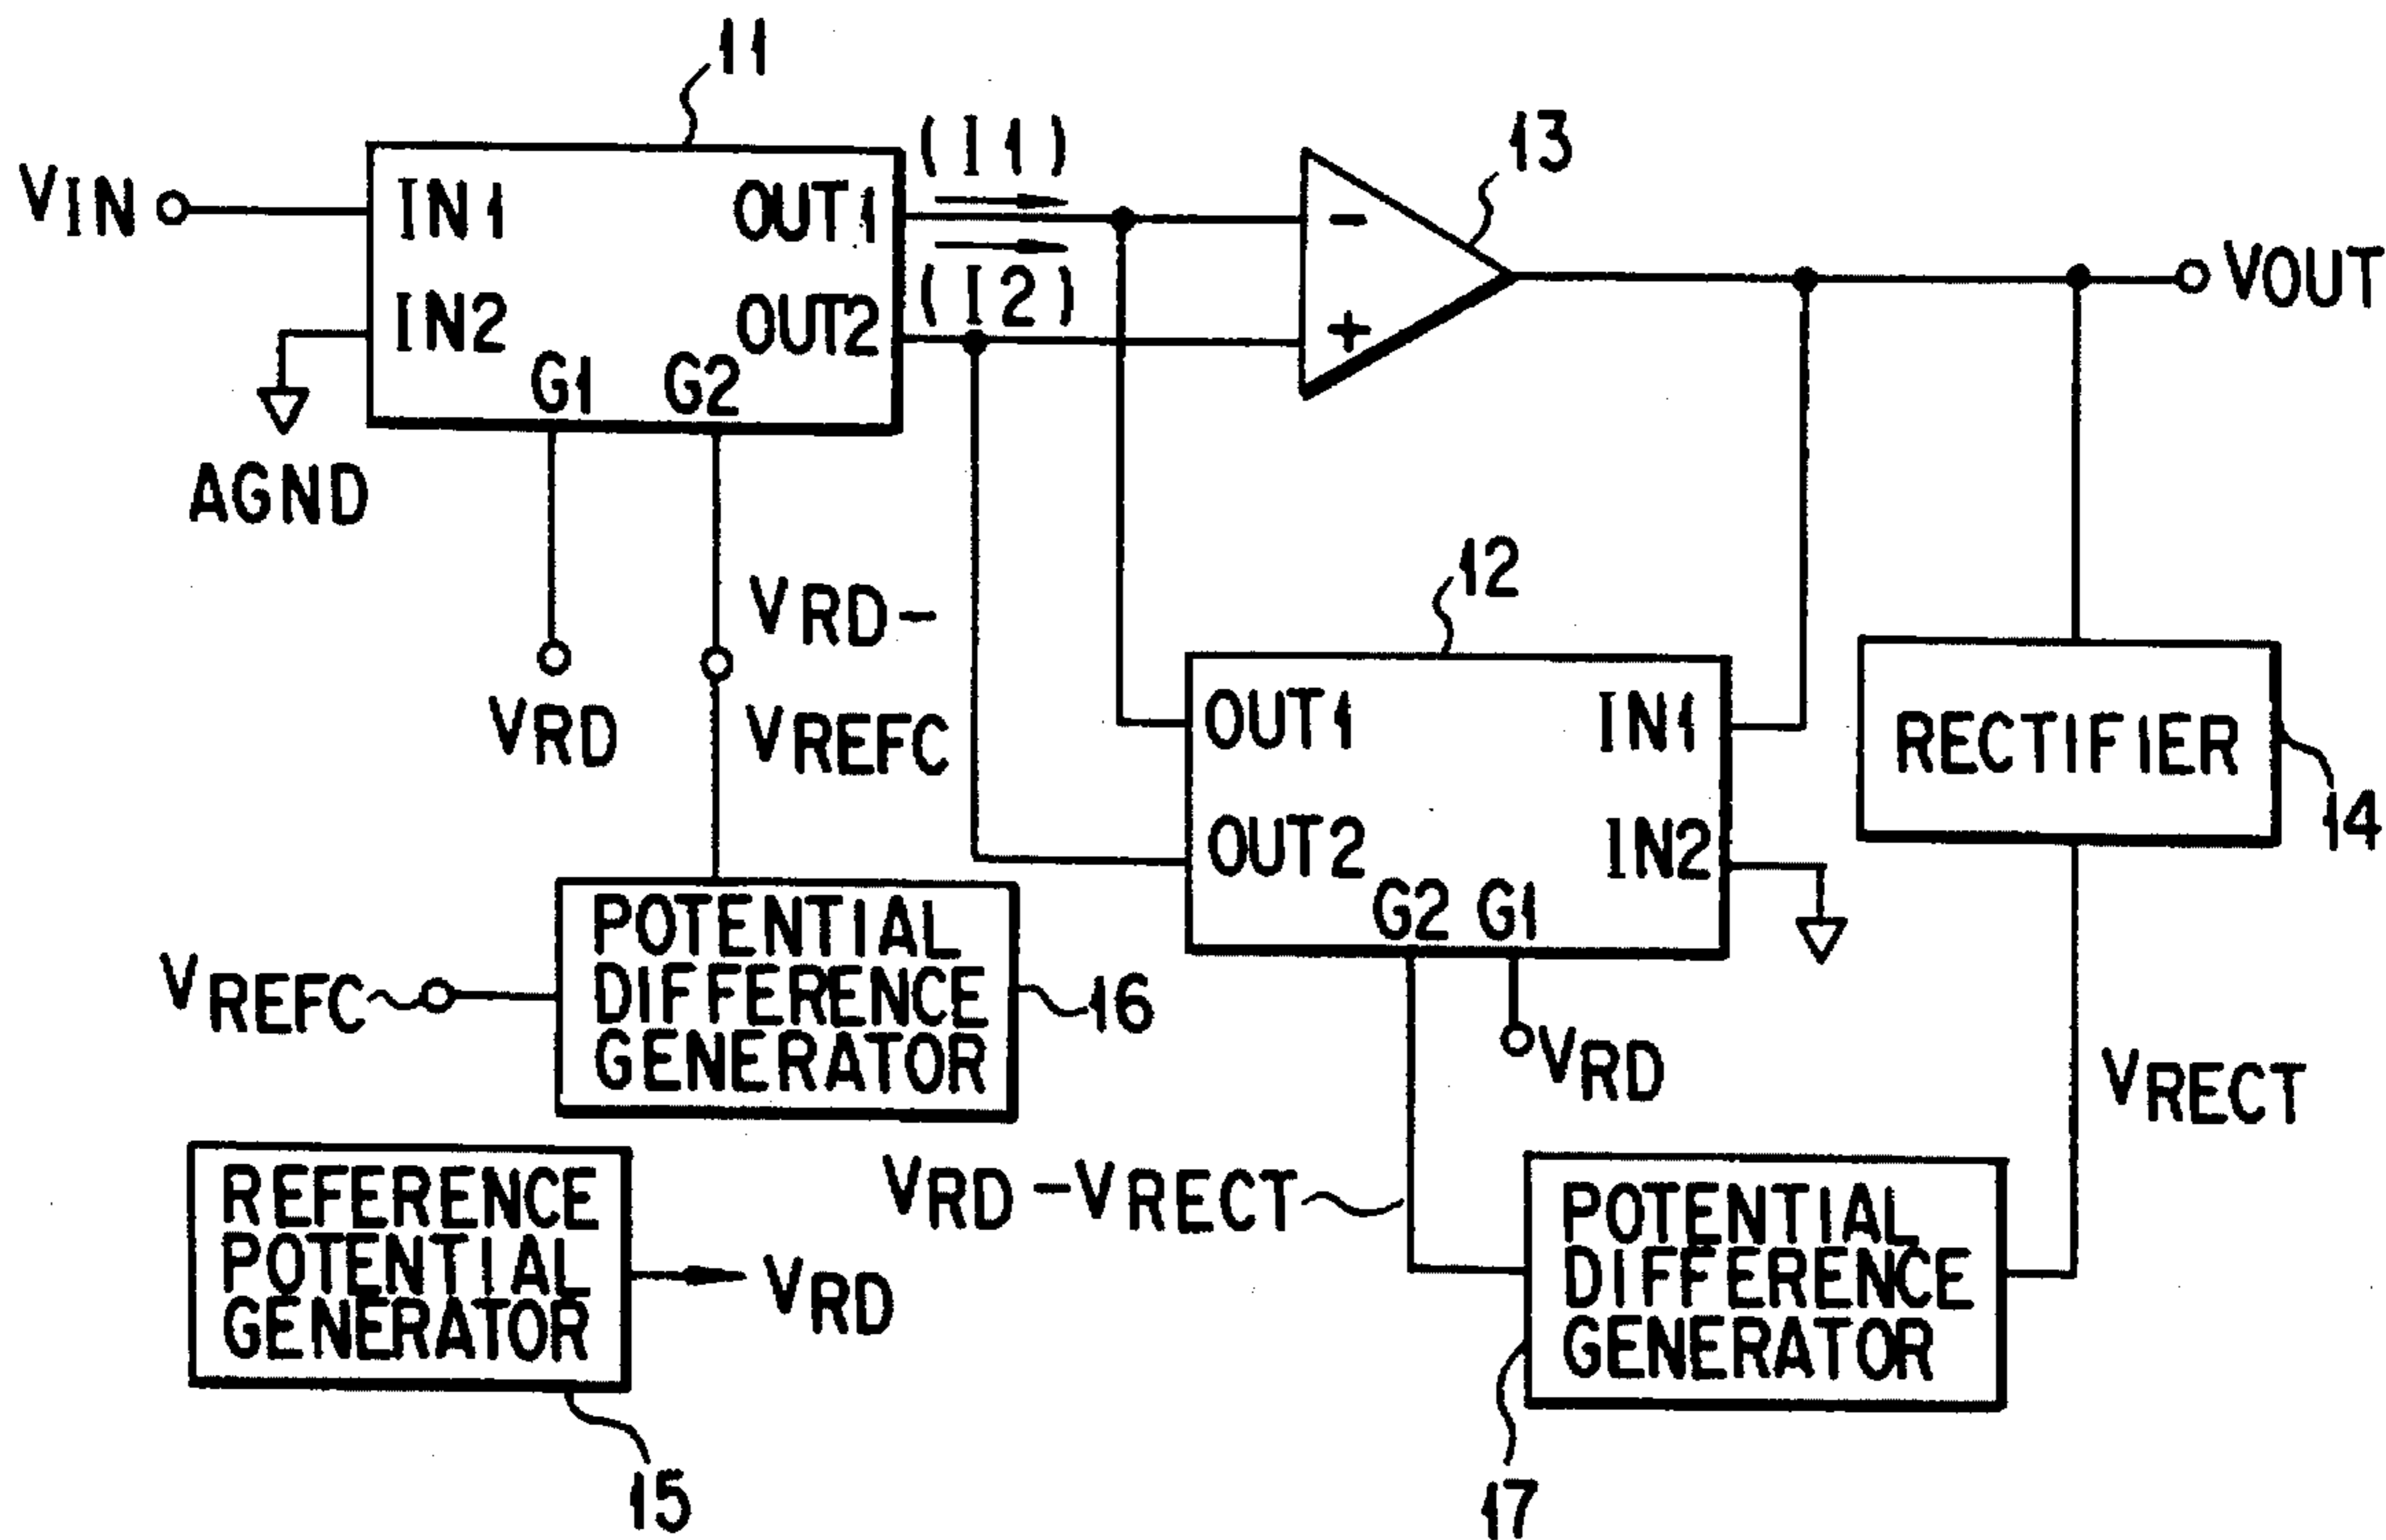 11
(I1)
13
VIN
IN1
OUT1
-
VOUT
(I2)
IN2
OUT2
+
G1
G2
AGND
12
VRD-
VREFC
VRD
OUT1
IN1
RECTIFIER
14
OUT2
IN2
G2
G1
POTENTIAL
DIFFERENCE
GENERATOR
VREFC
16
VRD
VRECT
REFERENCE
POTENTIAL
GENERATOR
VRD
VRD-VRECT
POTENTIAL
DIFFERENCE
GENERATOR
15
17